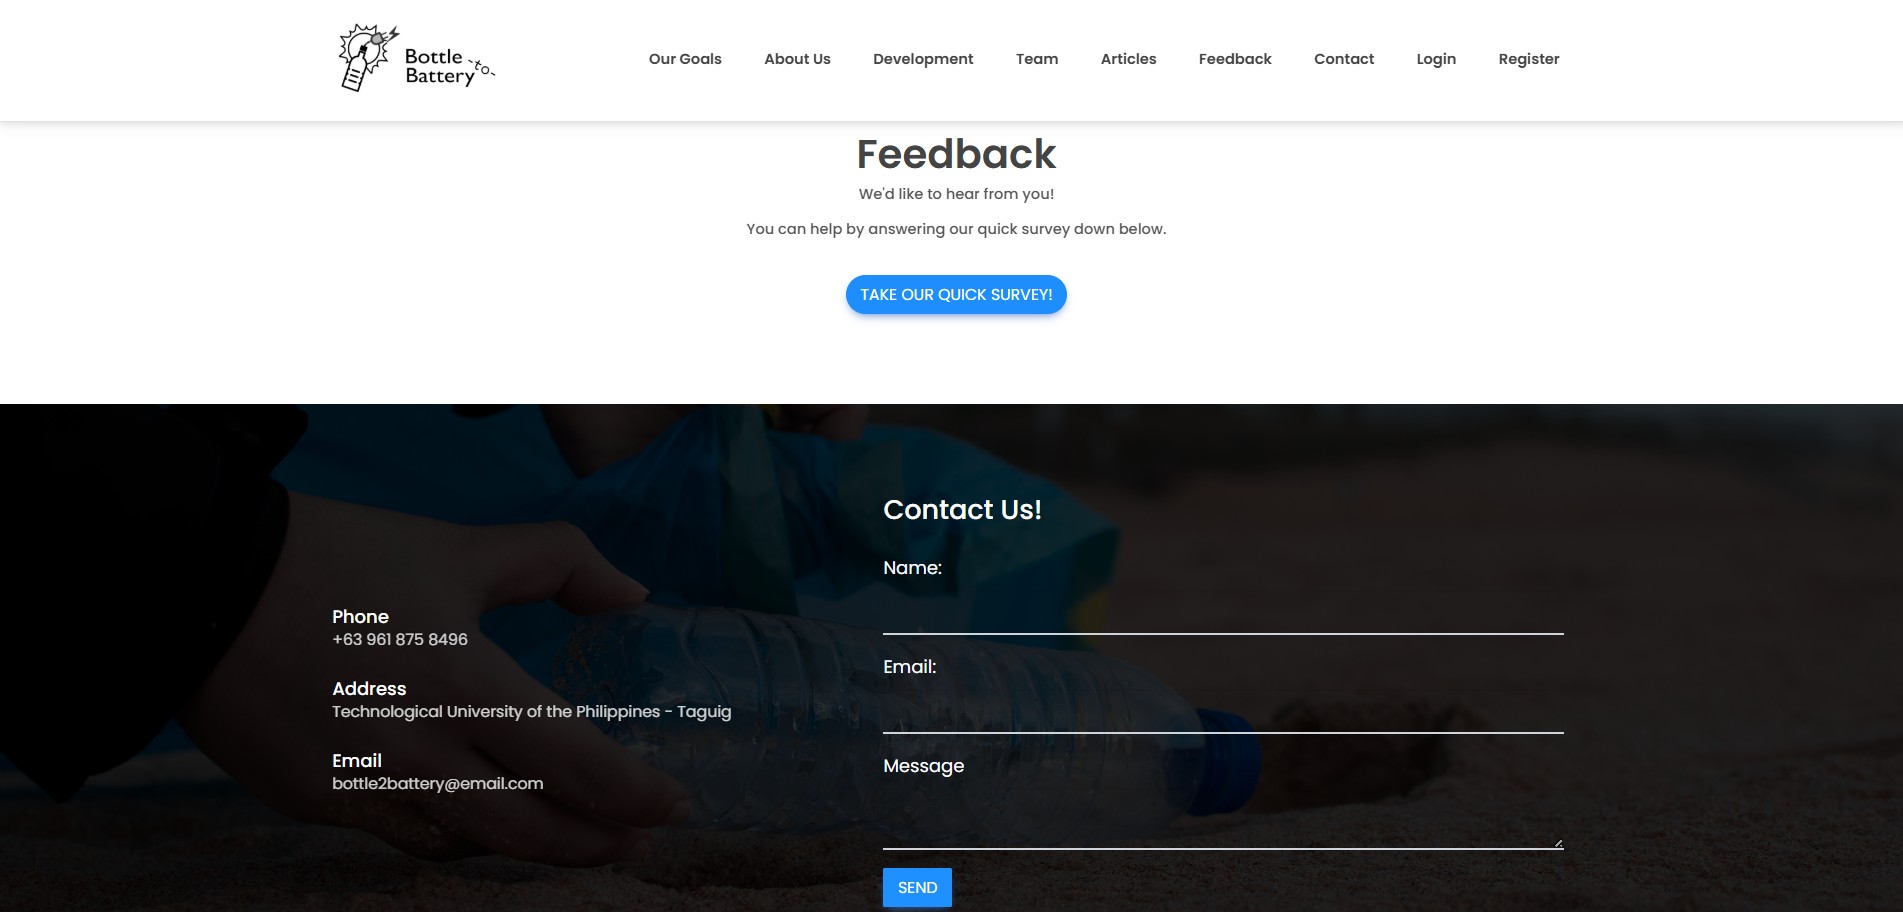 Bottle
-to-
Battery
Our Goals
About Us
Development
Team
Articles
Feedback
Contact
Login
Register
Feedback
We'd like to hear from you!
You can help by answering our quick survey down below.
TAKE OUR QUICK SURVEY!
Phone
+63 961 875 8496
Address
Technological University of the Philippines - Taguig
Email
bottle2battery@email.com
Contact Us!
Name:
Email:
Message
SEND